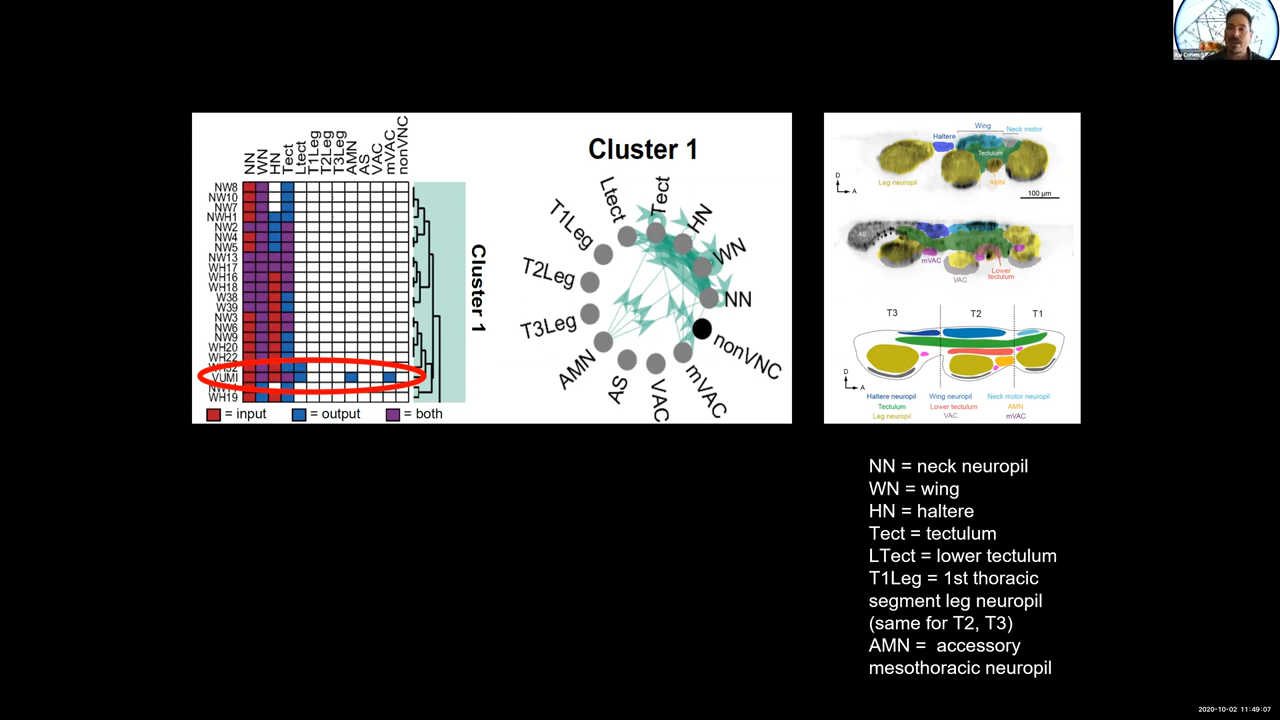 NN
WN
HN
Tect
Ltect
T1Leg
T2Leg
T3Leg
AMN
AS
VAC
mVAC
nonVNC
NW8
NW10
NW7
NWH1
NW2
NW4
NW5
NW13
WH17
WH16
WH18
W38
W39
NW3
NW6
NW9
WH20
WH22
VUMI
WH19
= input
= output
= both
Cluster 1
Cluster 1
Ltect
Tect
HN
WN
NN
nonVNC
mVAC
VAC
AS
AMN
T3Leg
T2Leg
T1Leg
Wing
Haltere
Neck motor
Tectulum
Leg neuropil
AMN
D
A
100 µm
AS
mVAC
VAC
Lower
tectulum
T3
T2
T1
D
A
Haltere neuropil
Wing neuropil
Neck motor neuropil
Tectulum
Lower tectulum
AMN
Leg neuropil
VAC
mVAC
NN = neck neuropil
WN = wing
HN = haltere
Tect = tectulum
LTect = lower tectulum
T1Leg = 1st thoracic
segment leg neuropil
(same for T2, T3)
AMN = accessory
mesothoracic neuropil
2020-10-02 11:49:07